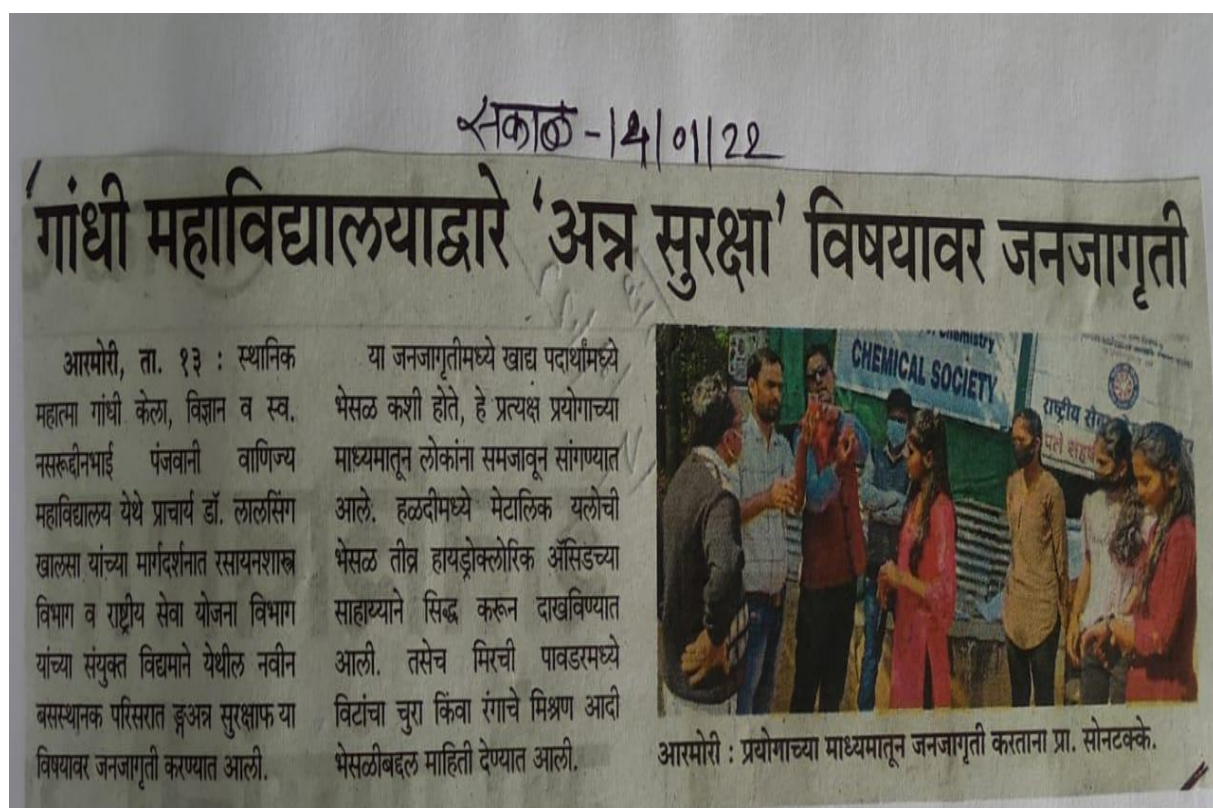 सकाळ - 14/01/22
गांधी महाविद्यालयाद्वारे 'अन्न सुरक्षा' विषयावर जनजागृती
आरमोरी, ता. १३ : स्थानिक
महात्मा गांधी केला, विज्ञान व स्व.
नसरूद्दीनभाई पंजवानी वाणिज्य
महाविद्यालय येथे प्राचार्य डॉ. लालसिंग
खालसा यांच्या मार्गदर्शनात रसायनशास्त्र
विभाग व राष्ट्रीय सेवा योजना विभाग
यांच्या संयुक्त विद्यमाने येथील नवीन
बसस्थानक परिसरात ङ्कअन्न सुरक्षाफ या
विषयावर जनजागृती करण्यात आली.
या जनजागृतीमध्ये खाद्य पदार्थांमध्ये
भेसळ कशी होते, हे प्रत्यक्ष प्रयोगाच्या
माध्यमातून लोकांना समजावून सांगण्यात
आले. हळदीमध्ये मेटालिक यलोची
भेसळ तीव्र हायड्रोक्लोरिक ॲसिडच्या
साहाय्याने सिद्ध करून दाखविण्यात
आली. तसेच मिरची पावडरमध्ये
विटांचा चुरा किंवा रंगाचे मिश्रण आदी
भेसळीबद्दल माहिती देण्यात आली.
Chemistry
CHEMICAL SOCIETY
राष्ट्रीय
आरमोरी : प्रयोगाच्या माध्यमातून जनजागृती करताना प्रा. सोनटक्के.